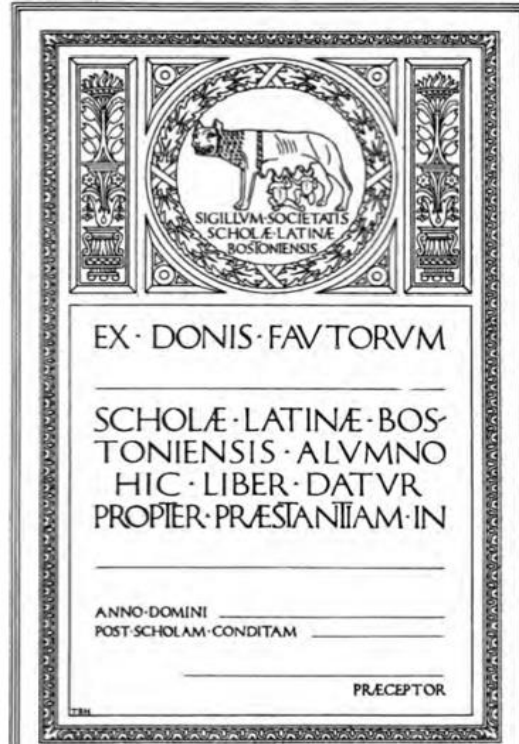 SIGILLVM·SOCIETATIS
SCHOLÆ·LATINÆ
BOSTONIENSIS
EX·DONIS·FAVTORVM
SCHOLÆ·LATINÆ·BOS-
TONIENSIS·ALVMNO
HIC·LIBER·DATVR
PROPTER·PRÆSTANTIAM·IN
ANNO·DOMINI
POST·SCHOLAM·CONDITAM
PRÆCEPTOR
TBH